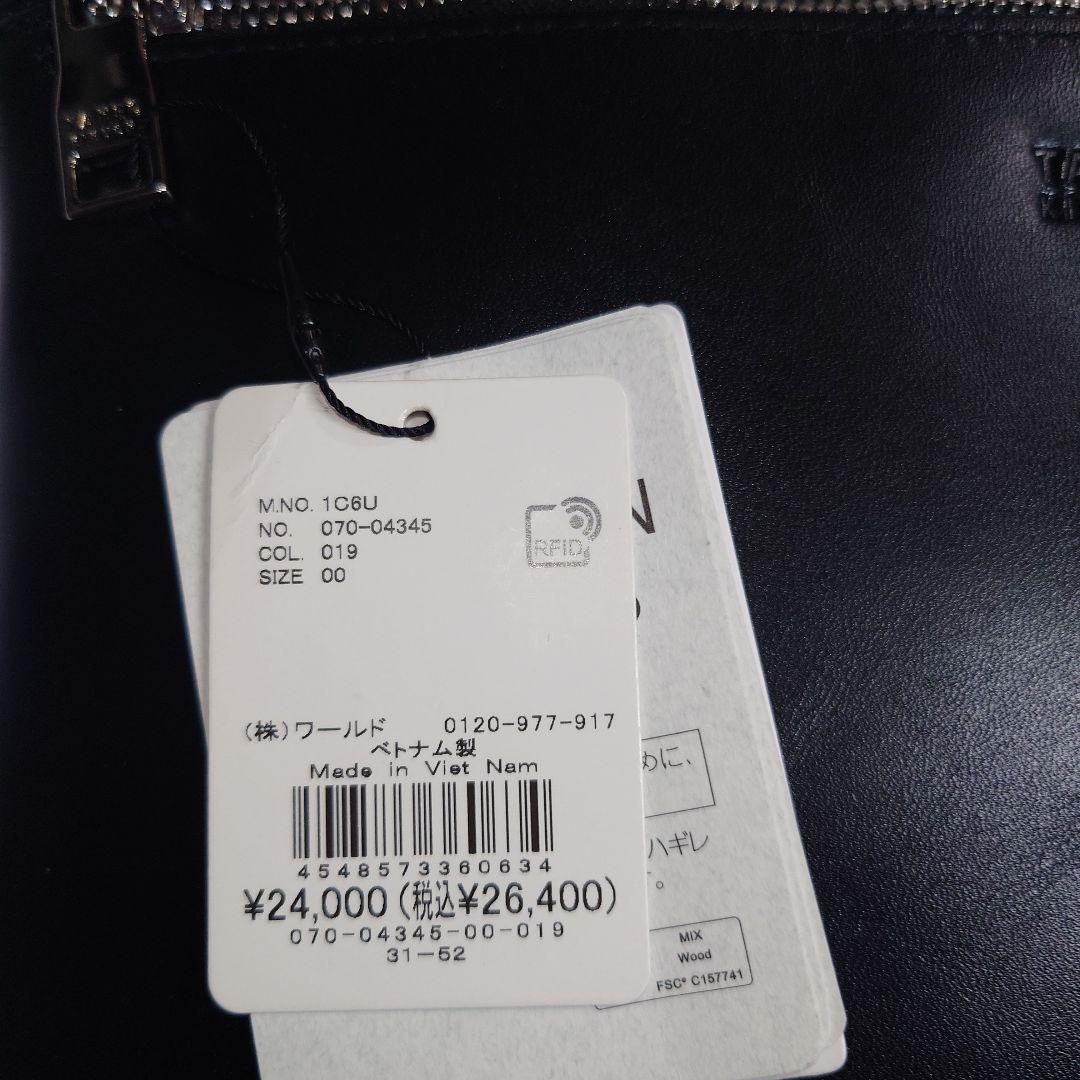 TA
KI
M.NO. 1C6U
NO. 070-04345
COL. 019
SIZE 00
RFID
N
(株)ワールド 0120-977-917
ベトナム製
Made in Viet Nam
4548573360634
¥24,000(税込¥26,400)
070-04345-00-019
31-52
めに、
ハギレ
。
MIX
Wood
FSC® C157741